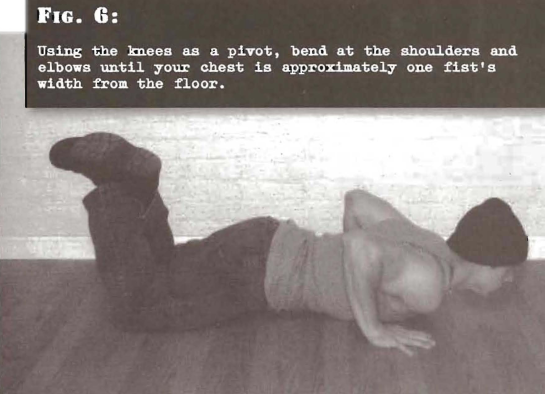 FIG. 6:
Using the knees as a pivot, bend at the shoulders and
elbows until your chest is approximately one fist's
width from the floor.